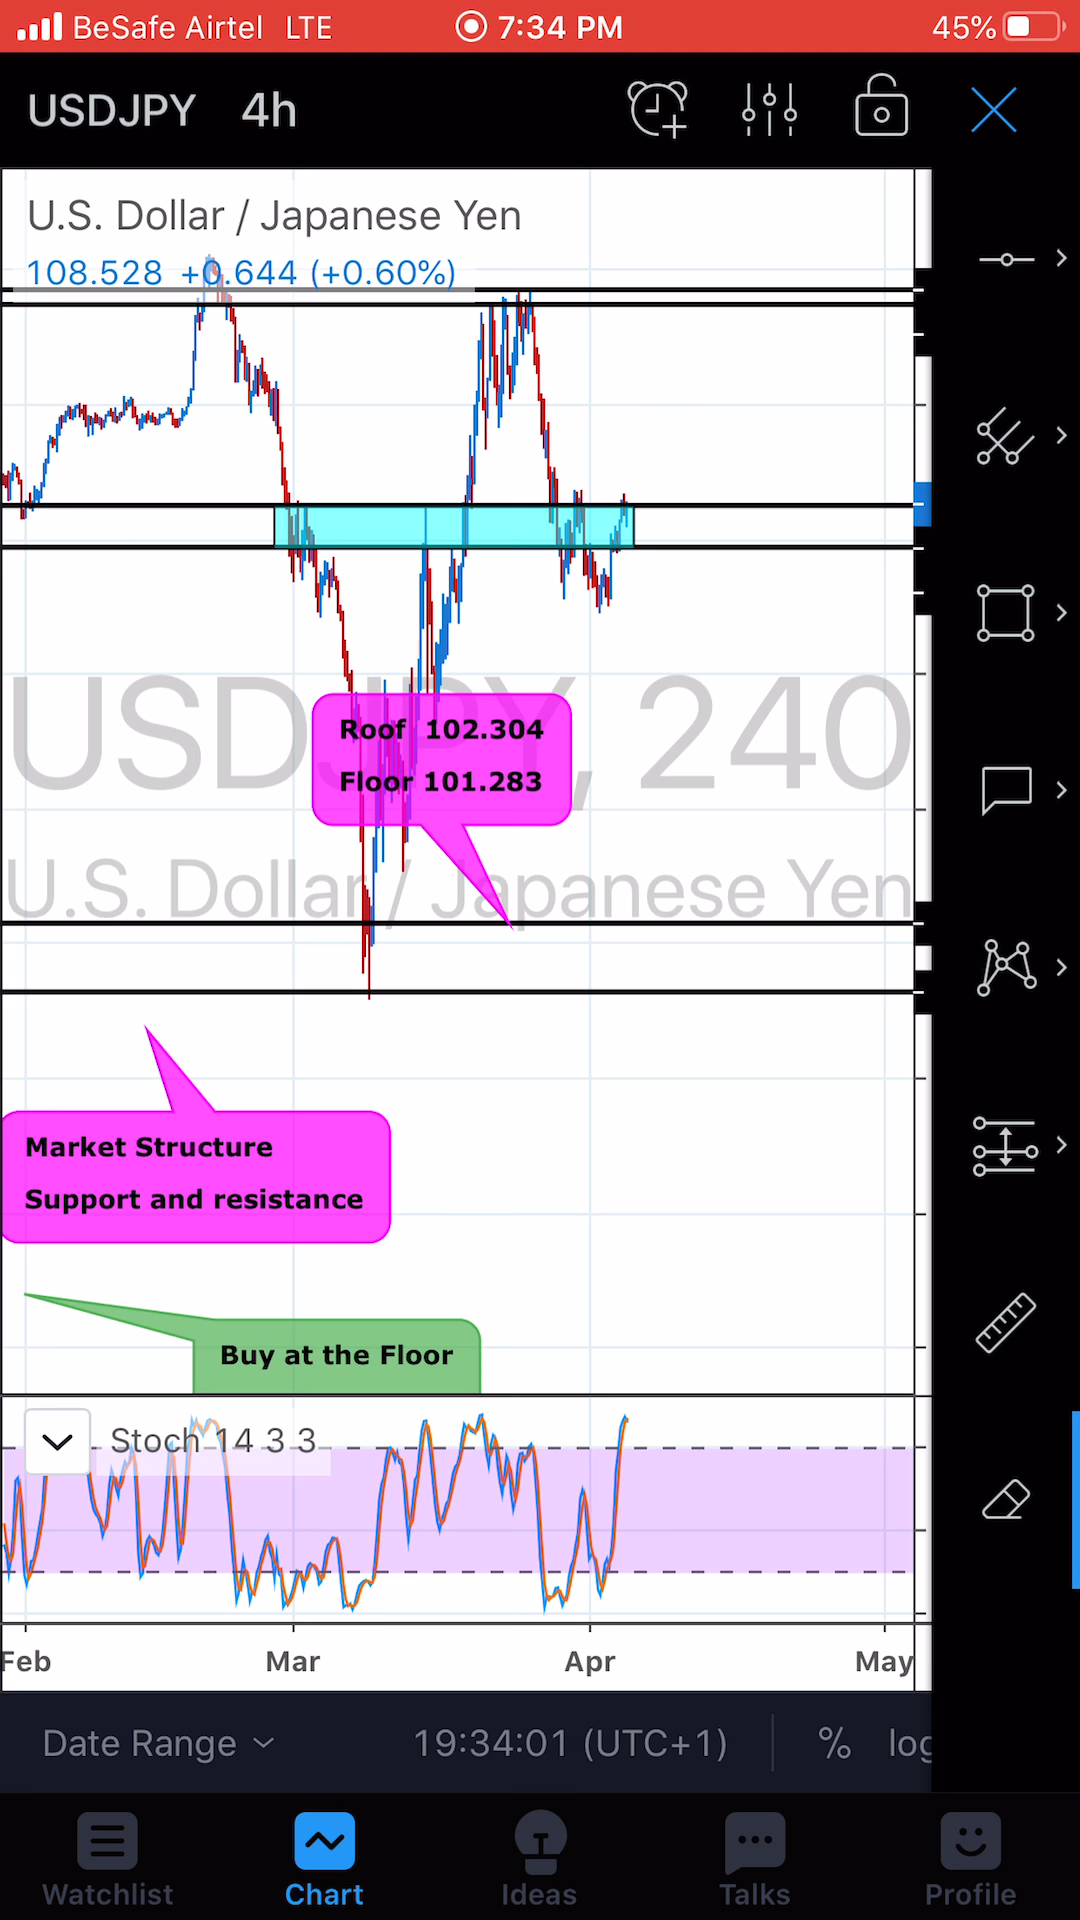 BeSafe Airtel LTE 7:34 PM 45%
USDJPY 4h
U.S. Dollar / Japanese Yen
108.528 +0.644 (+0.60%)
USDJPY, 240
Roof 102.304
Floor 101.283
U.S. Dollar / Japanese Yen
Market Structure
Support and resistance
Buy at the Floor
Stoch 14 3 3
Feb Mar Apr May
Date Range 19:34:01 (UTC+1) % log
Watchlist Chart Ideas Talks Profile